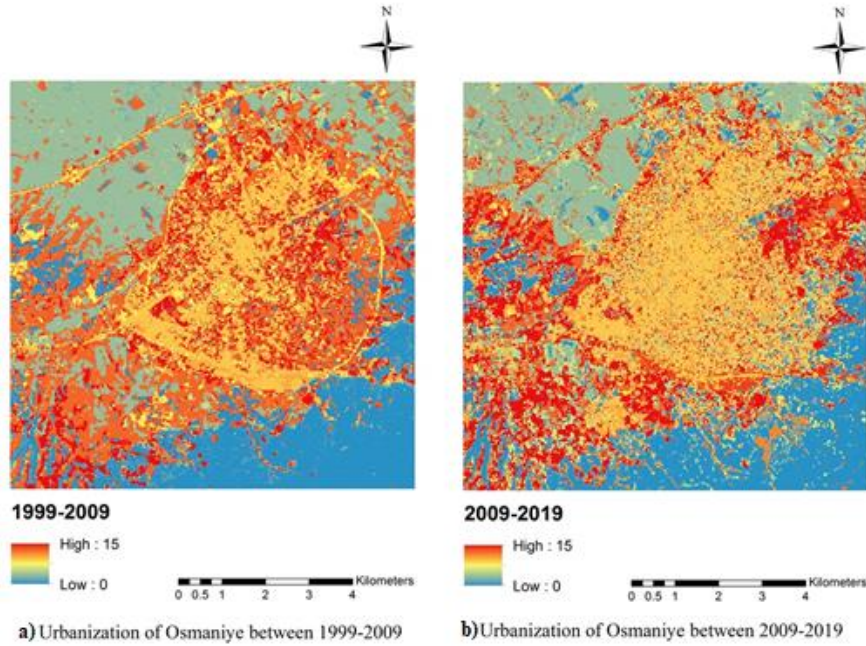 N
N
1999-2009
High : 15
Low : 0
Kilometers
0 0.5 1 2 3 4
a) Urbanization of Osmaniye between 1999-2009
2009-2019
High : 15
Low : 0
Kilometers
0 0.5 1 2 3 4
b) Urbanization of Osmaniye between 2009-2019